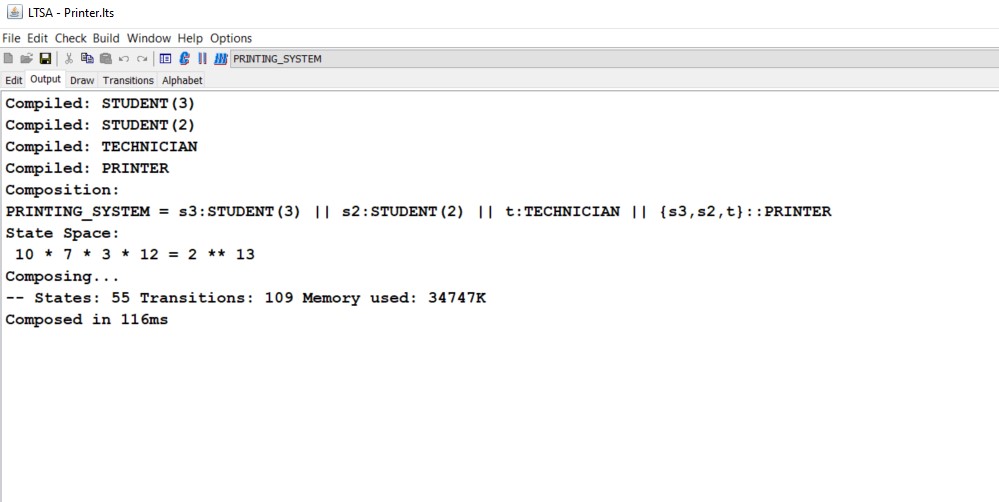 LTSA - Printer.lts
File Edit Check Build Window Help Options
PRINTING_SYSTEM
Edit Output Draw Transitions Alphabet
Compiled: STUDENT(3)
Compiled: STUDENT(2)
Compiled: TECHNICIAN
Compiled: PRINTER
Composition:
PRINTING_SYSTEM = s3:STUDENT(3) || s2:STUDENT(2) || t:TECHNICIAN || {s3,s2,t}::PRINTER
State Space:
10 * 7 * 3 * 12 = 2 ** 13
Composing...
-- States: 55 Transitions: 109 Memory used: 34747K
Composed in 116ms